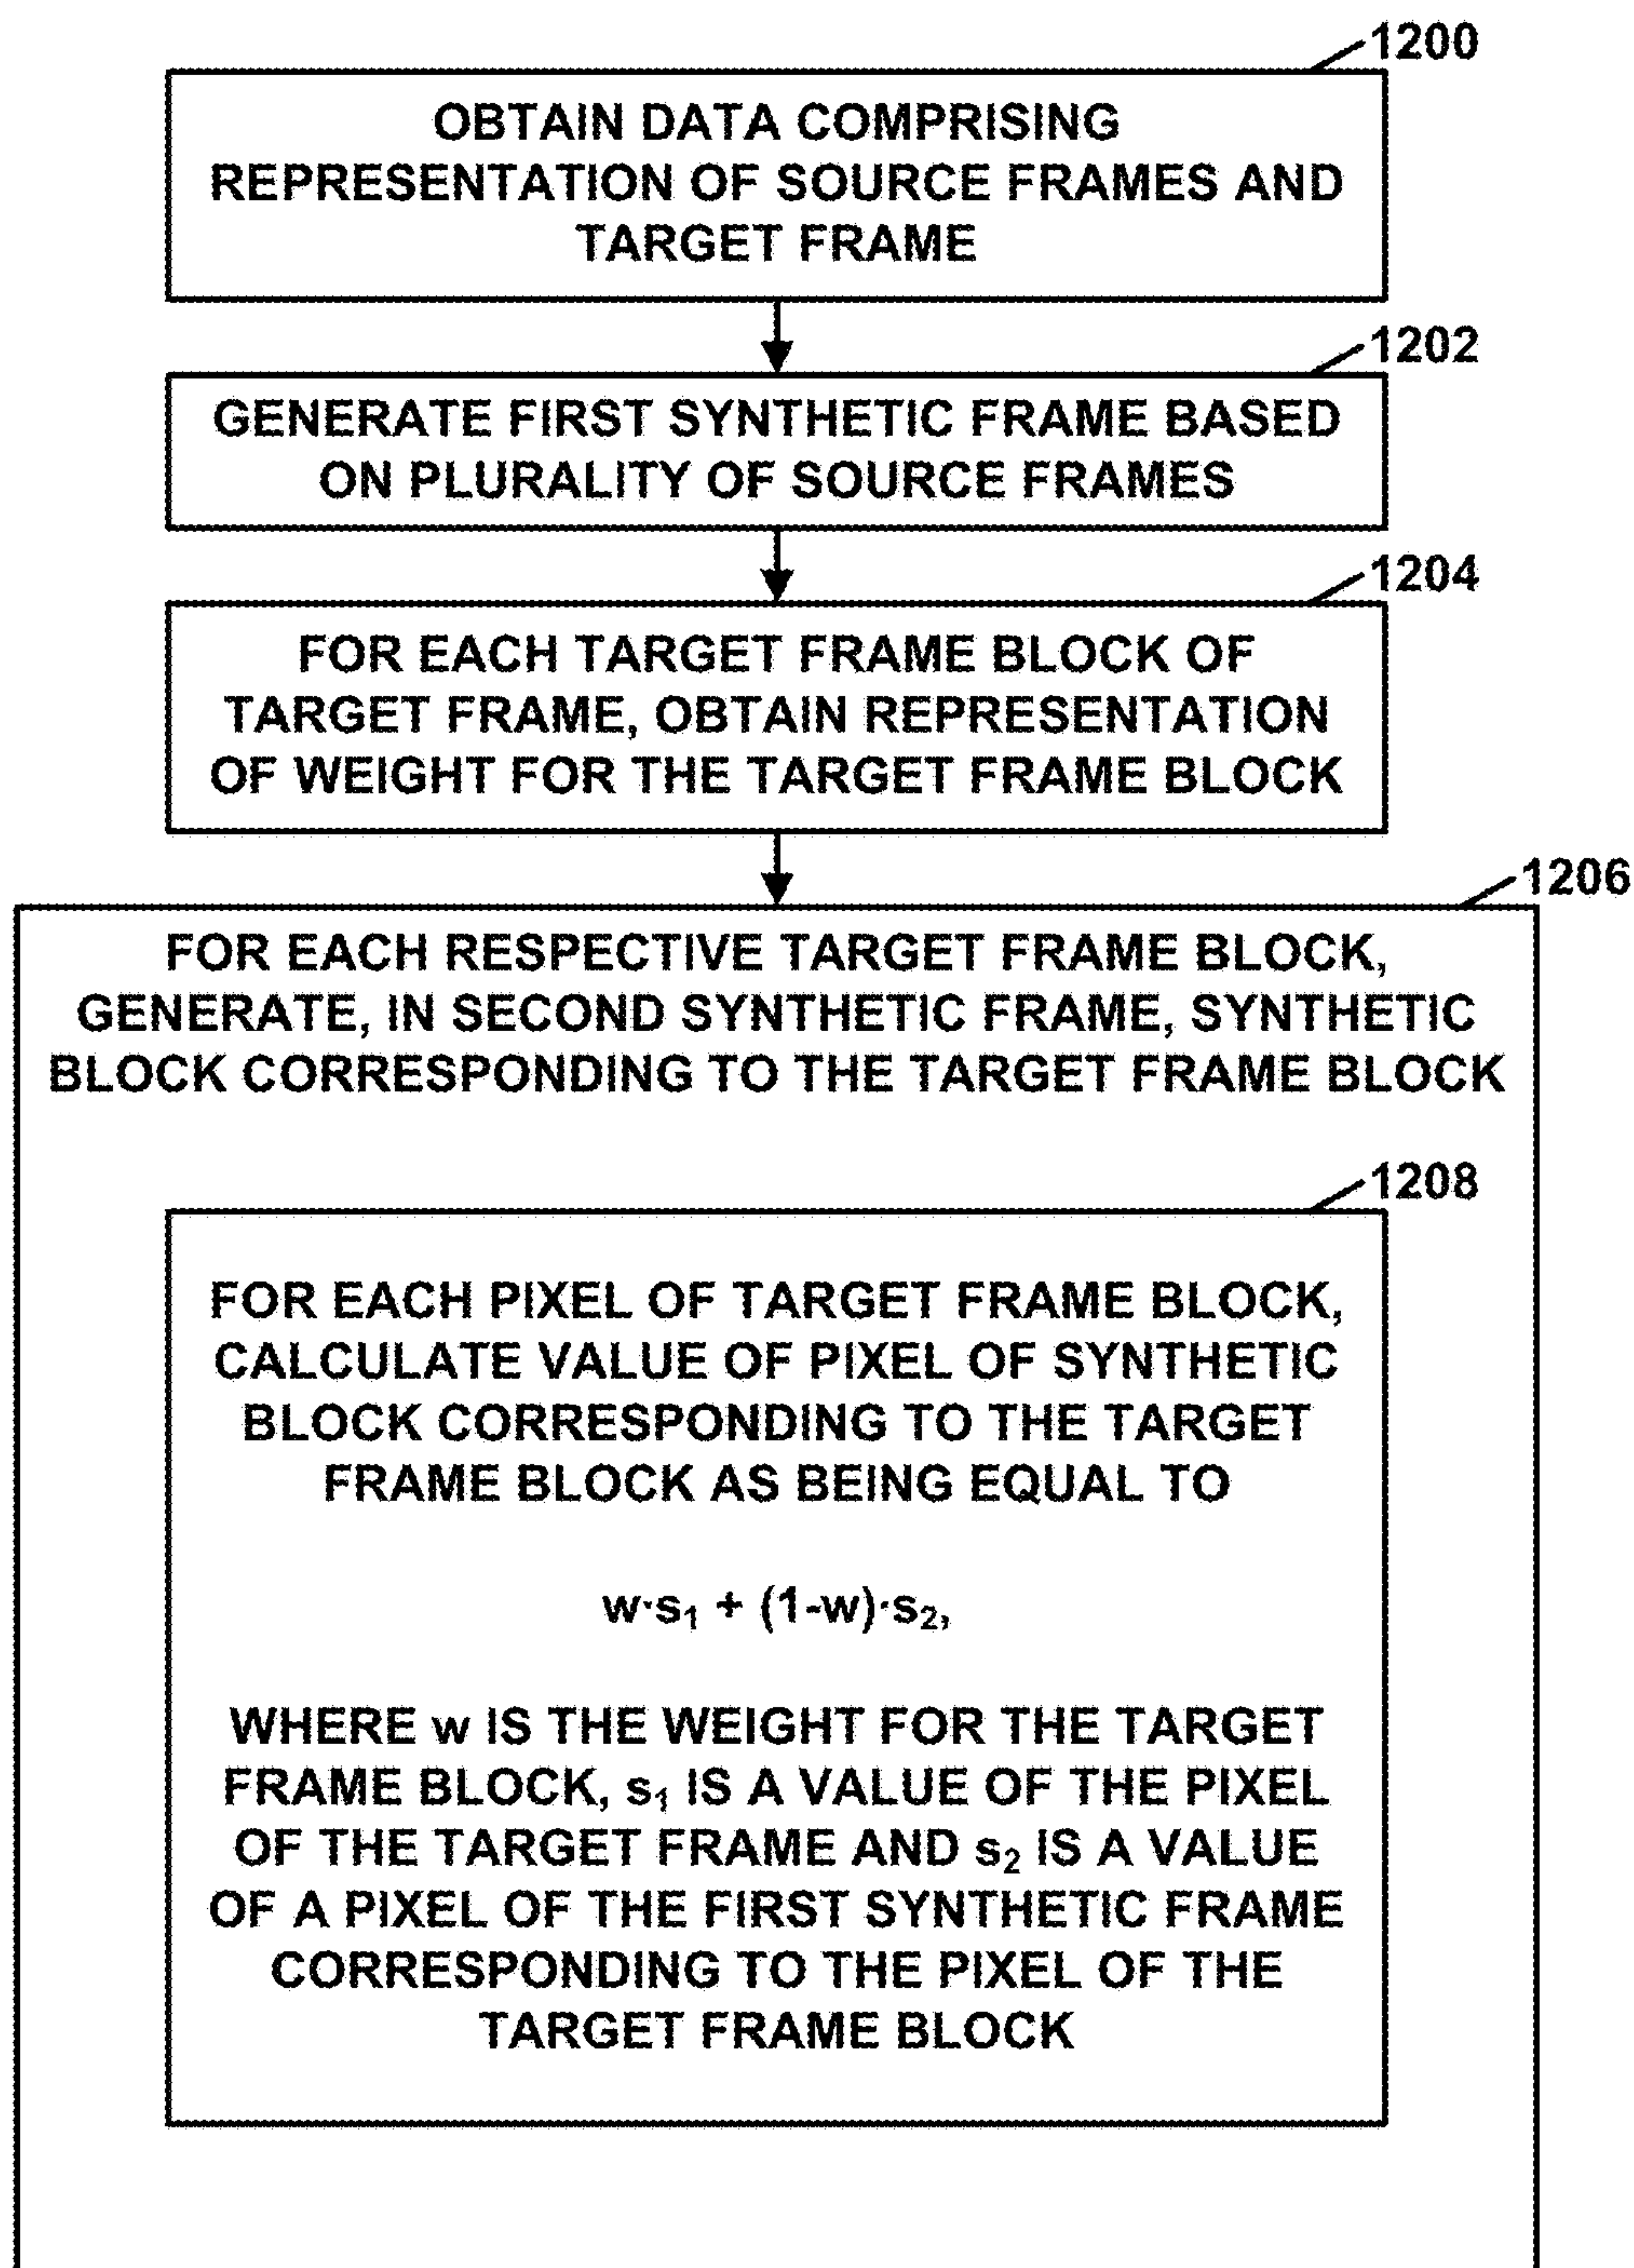 1200
OBTAIN DATA COMPRISING
REPRESENTATION OF SOURCE FRAMES AND
TARGET FRAME
1202
GENERATE FIRST SYNTHETIC FRAME BASED
ON PLURALITY OF SOURCE FRAMES
1204
FOR EACH TARGET FRAME BLOCK OF
TARGET FRAME, OBTAIN REPRESENTATION
OF WEIGHT FOR THE TARGET FRAME BLOCK
1206
FOR EACH RESPECTIVE TARGET FRAME BLOCK,
GENERATE, IN SECOND SYNTHETIC FRAME, SYNTHETIC
BLOCK CORRESPONDING TO THE TARGET FRAME BLOCK
1208
FOR EACH PIXEL OF TARGET FRAME BLOCK,
CALCULATE VALUE OF PIXEL OF SYNTHETIC
BLOCK CORRESPONDING TO THE TARGET
FRAME BLOCK AS BEING EQUAL TO
w·s₁ + (1-w)·s₂,
WHERE w IS THE WEIGHT FOR THE TARGET
FRAME BLOCK, s₁ IS A VALUE OF THE PIXEL
OF THE TARGET FRAME AND s₂ IS A VALUE
OF A PIXEL OF THE FIRST SYNTHETIC FRAME
CORRESPONDING TO THE PIXEL OF THE
TARGET FRAME BLOCK